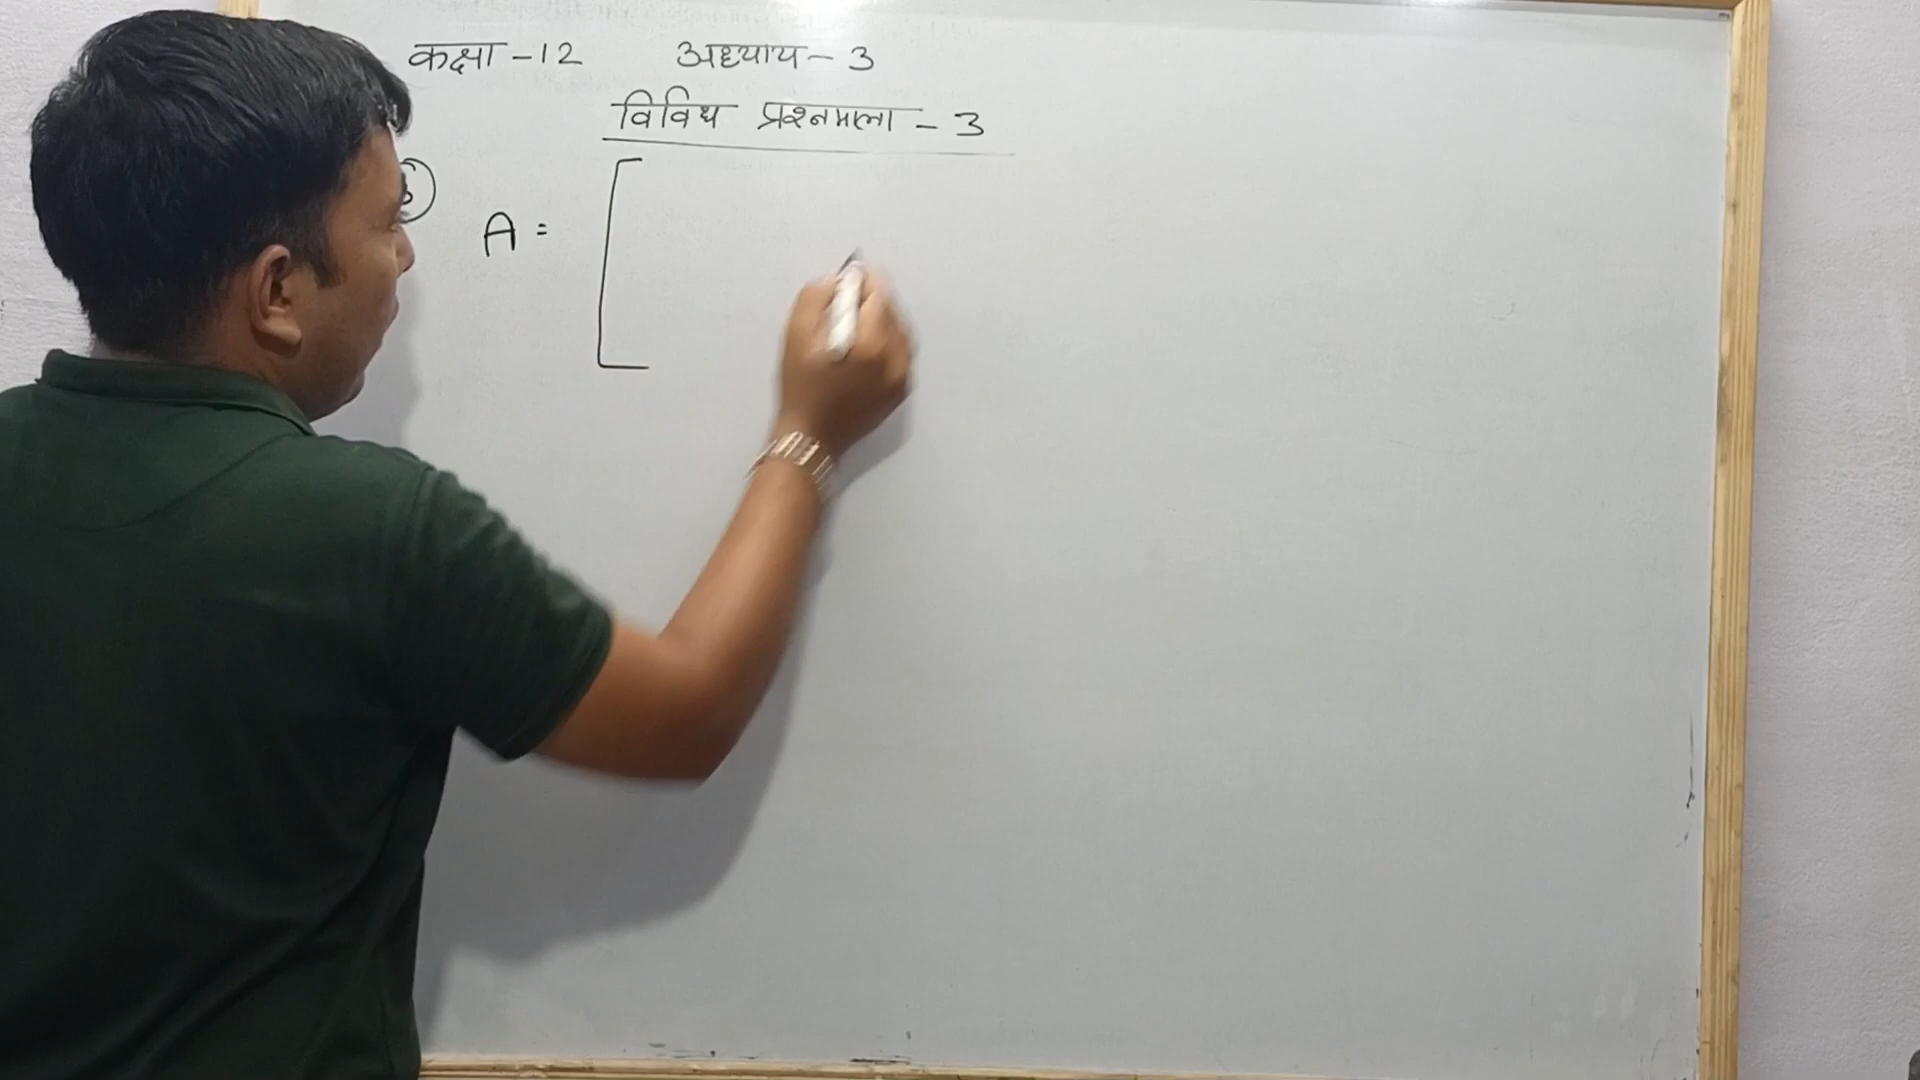 कक्षा - 12 अध्याय - 3
विविध प्रश्नमाला - 3
A = [